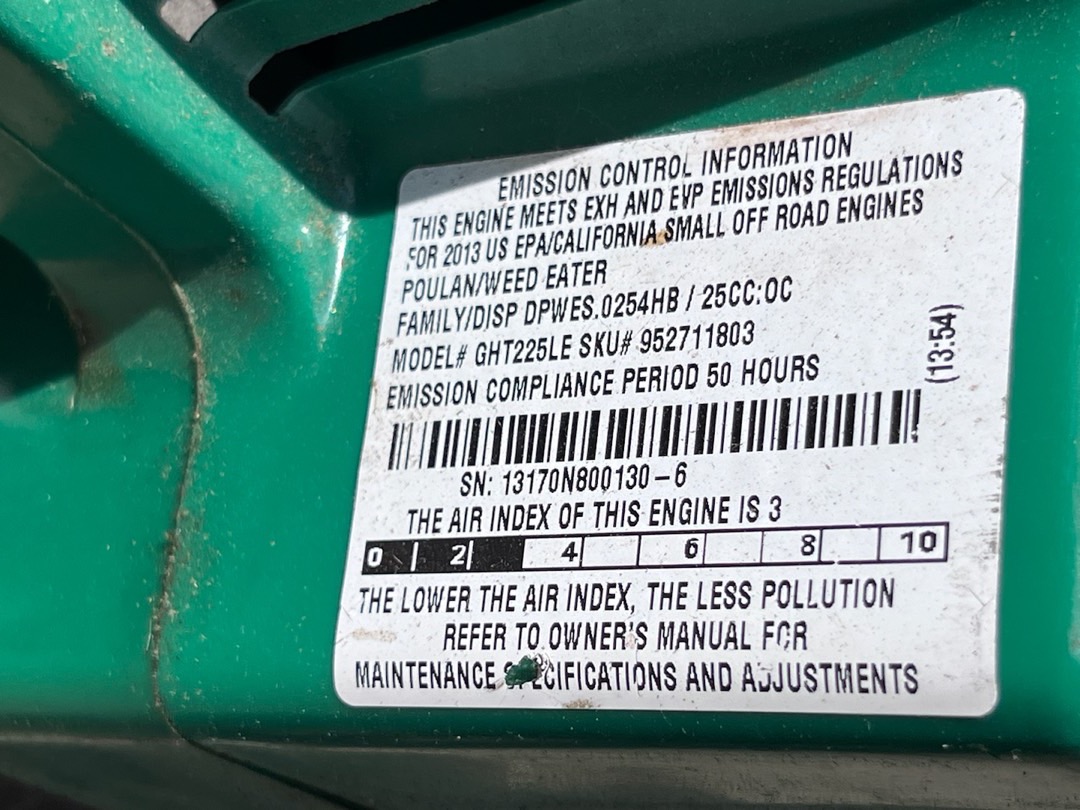 EMISSION CONTROL INFORMATION
THIS ENGINE MEETS EXH AND EVP EMISSIONS REGULATIONS
FOR 2013 US EPA/CALIFORNIA SMALL OFF ROAD ENGINES
POULAN/WEED EATER
FAMILY/DISP DPWES.0254HB / 25CC:OC
MODEL# GHT225LE SKU# 952711803
EMISSION COMPLIANCE PERIOD 50 HOURS
(13:54)
SN: 13170N800130-6
THE AIR INDEX OF THIS ENGINE IS 3
0 2 4 6 8 10
THE LOWER THE AIR INDEX, THE LESS POLLUTION
REFER TO OWNER'S MANUAL FOR
MAINTENANCE SPECIFICATIONS AND ADJUSTMENTS